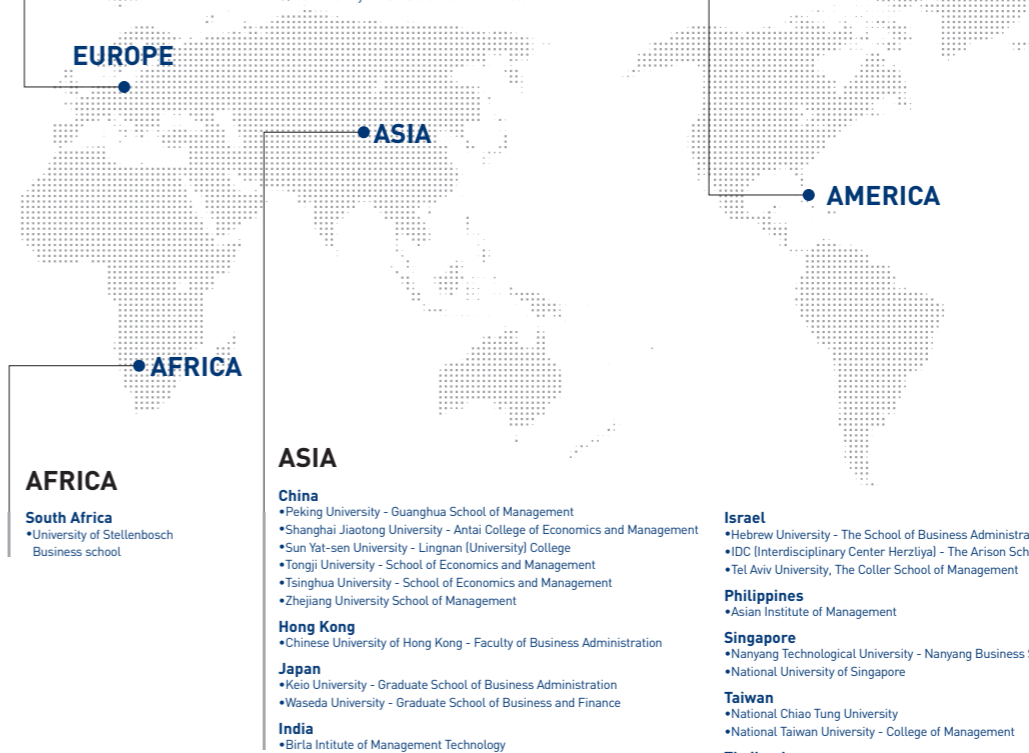 EUROPE
ASIA
AMERICA
AFRICA
AFRICA
South Africa
•University of Stellenbosch
Business school
ASIA
China
•Peking University - Guanghua School of Management
•Shanghai Jiaotong University - Antai College of Economics and Management
•Sun Yat-sen University - Lingnan (University) College
•Tongji University - School of Economics and Management
•Tsinghua University - School of Economics and Management
•Zhejiang University School of Management
Hong Kong
•Chinese University of Hong Kong - Faculty of Business Administration
Japan
•Keio University - Graduate School of Business Administration
•Waseda University - Graduate School of Business and Finance
India
•Birla Intitute of Management Technology
Israel
•Hebrew University - The School of Business Administra
•IDC (Interdisciplinary Center Herzliya) - The Arison Sch
•Tel Aviv University, The Coller School of Management
Philippines
•Asian Institute of Management
Singapore
•Nanyang Technological University - Nanyang Business
•National University of Singapore
Taiwan
•National Chiao Tung University
•National Taiwan University - College of Management